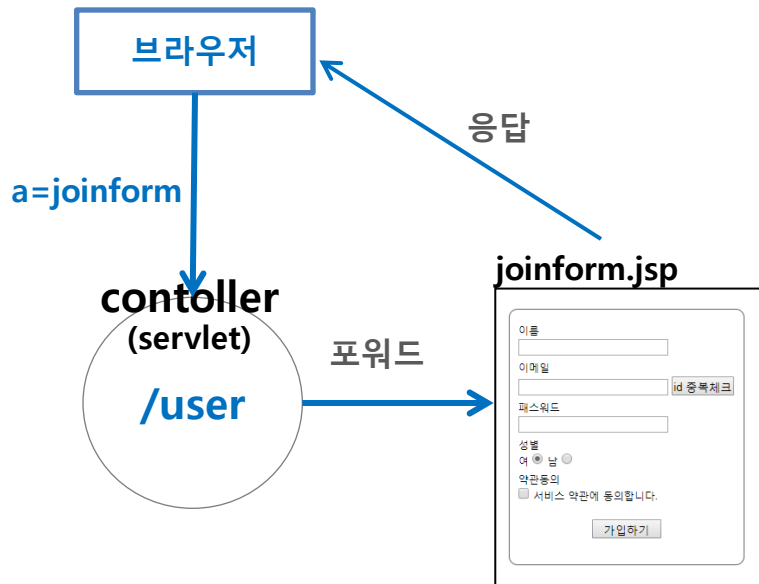 브라우저
응답
a=joinform
joinform.jsp
contoller
(servlet)
/user
포워드
이름
이메일
id 중복체크
패스워드
성별
여 남
약관동의
서비스 약관에 동의합니다.
가입하기